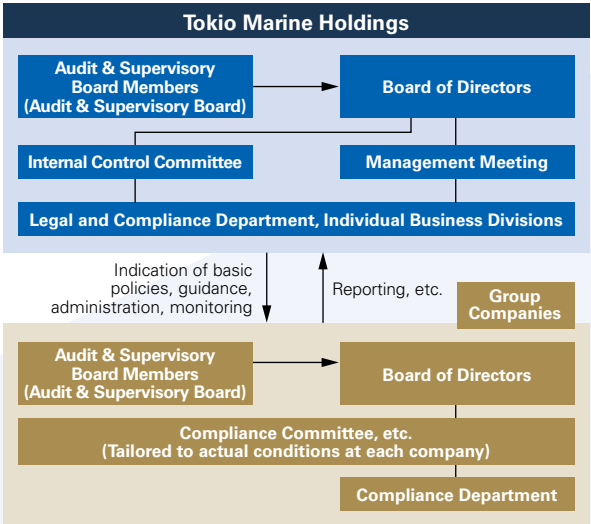 Tokio Marine Holdings
Audit & Supervisory
Board Members
(Audit & Supervisory Board)
Board of Directors
Internal Control Committee
Management Meeting
Legal and Compliance Department, Individual Business Divisions
Indication of basic
policies, guidance,
administration, monitoring
Reporting, etc.
Group
Companies
Audit & Supervisory
Board Members
(Audit & Supervisory Board)
Board of Directors
Compliance Committee, etc.
(Tailored to actual conditions at each company)
Compliance Department